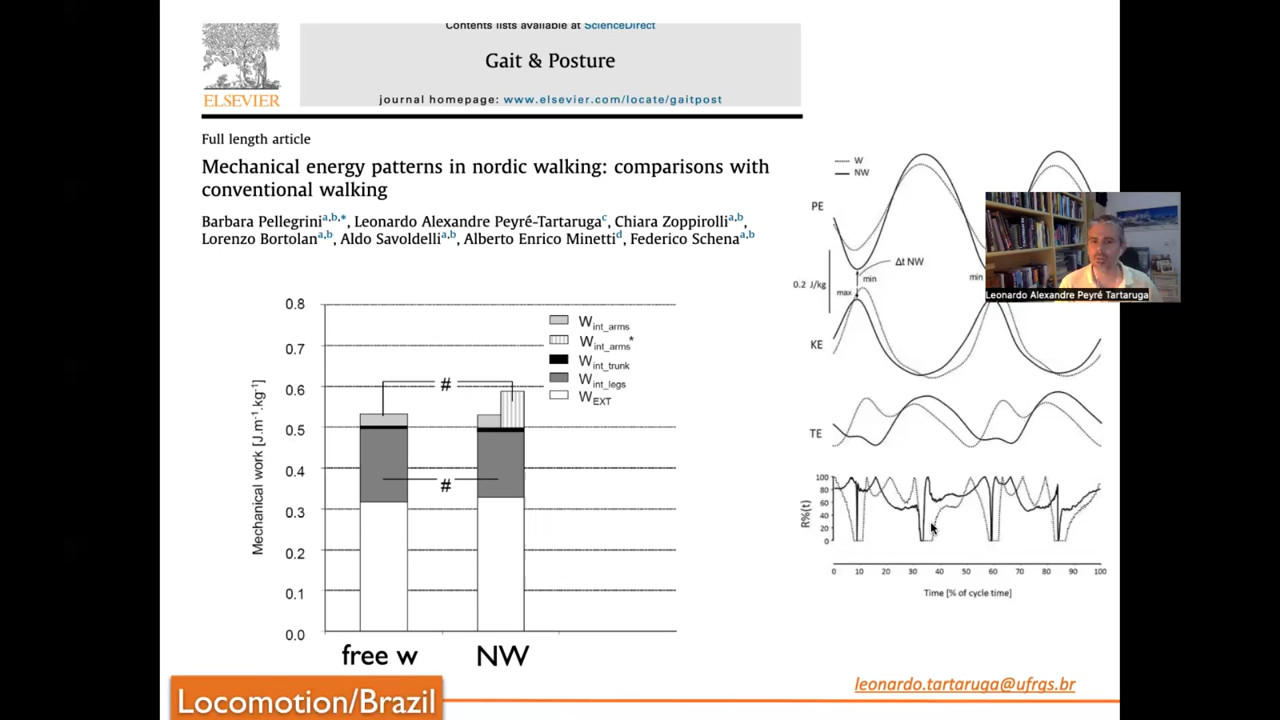 Contents lists available at ScienceDirect
Gait & Posture
ELSEVIER
journal homepage: www.elsevier.com/locate/gaitpost
Full length article
Mechanical energy patterns in nordic walking: comparisons with
conventional walking
Barbara Pellegrini a,b,*, Leonardo Alexandre Peyré-Tartaruga c, Chiara Zoppirolli a,b,
Lorenzo Bortolan a,b, Aldo Savoldelli a,b, Alberto Enrico Minetti d, Federico Schena a,b
Mechanical work [J.m-1.kg-1]
0.8
0.7
0.6
0.5
0.4
0.3
0.2
0.1
0.0
Wint_arms
Wint_arms*
Wint_trunk
Wint_legs
WEXT
#
#
free w
NW
W
NW
PE
Δt NW
min
min
0.2 J/kg
max
KE
TE
R%(t)
100
80
60
40
20
0
0 10 20 30 40 50 60 70 80 90 100
Time [% of cycle time]
Leonardo Alexandre Peyré Tartaruga
Locomotion/Brazil
leonardo.tartaruga@ufrgs.br